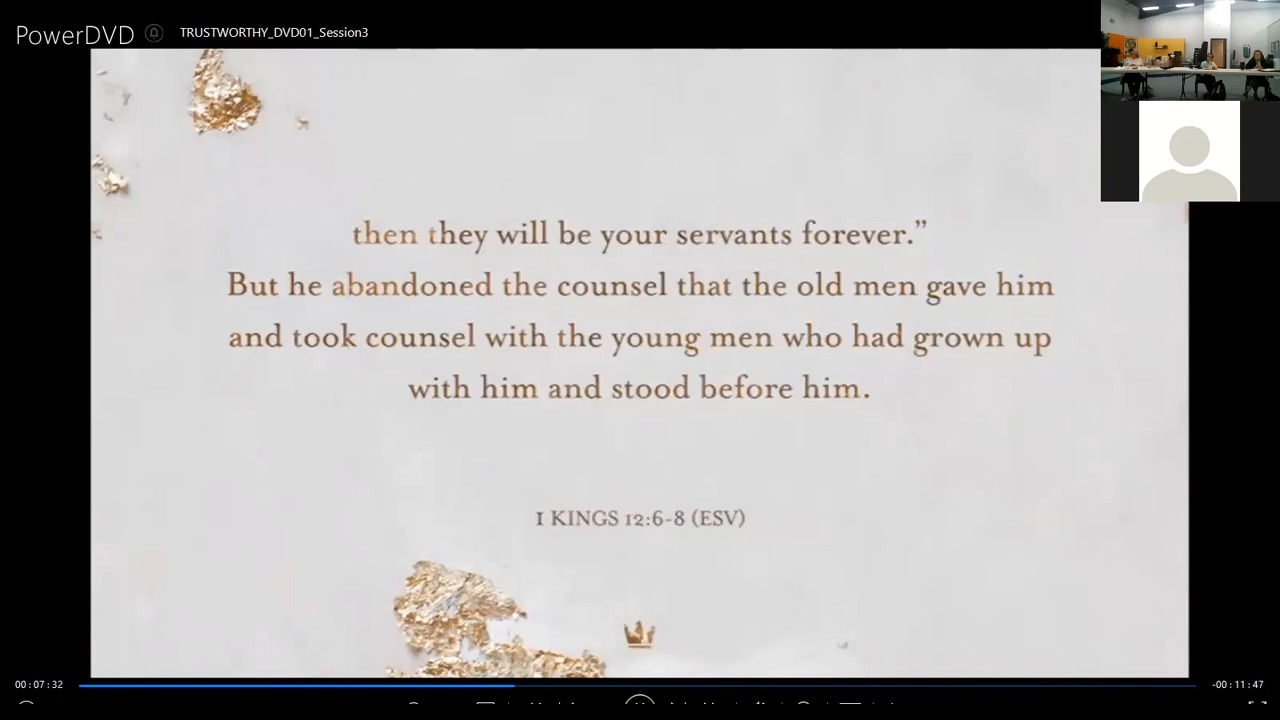 PowerDVD
TRUSTWORTHY_DVD01_Session3
then they will be your servants forever.”
But he abandoned the counsel that the old men gave him
and took counsel with the young men who had grown up
with him and stood before him.
I KINGS 12:6-8 (ESV)
00:07:32
-00:11:47